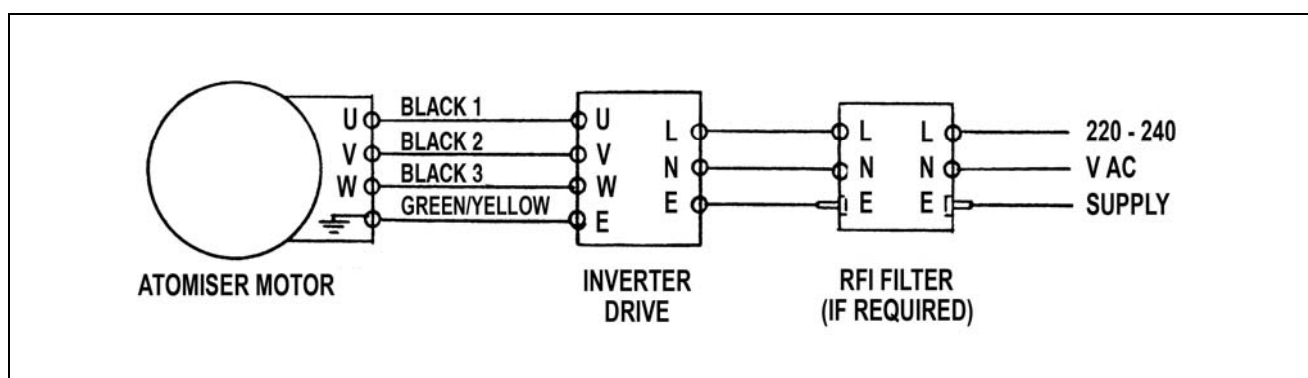 U BLACK 1 U
V BLACK 2 V
W BLACK 3 W
GREEN/YELLOW E
L L L 220 - 240
N N N V AC
E E E SUPPLY
ATOMISER MOTOR
INVERTER
DRIVE
RFI FILTER
(IF REQUIRED)